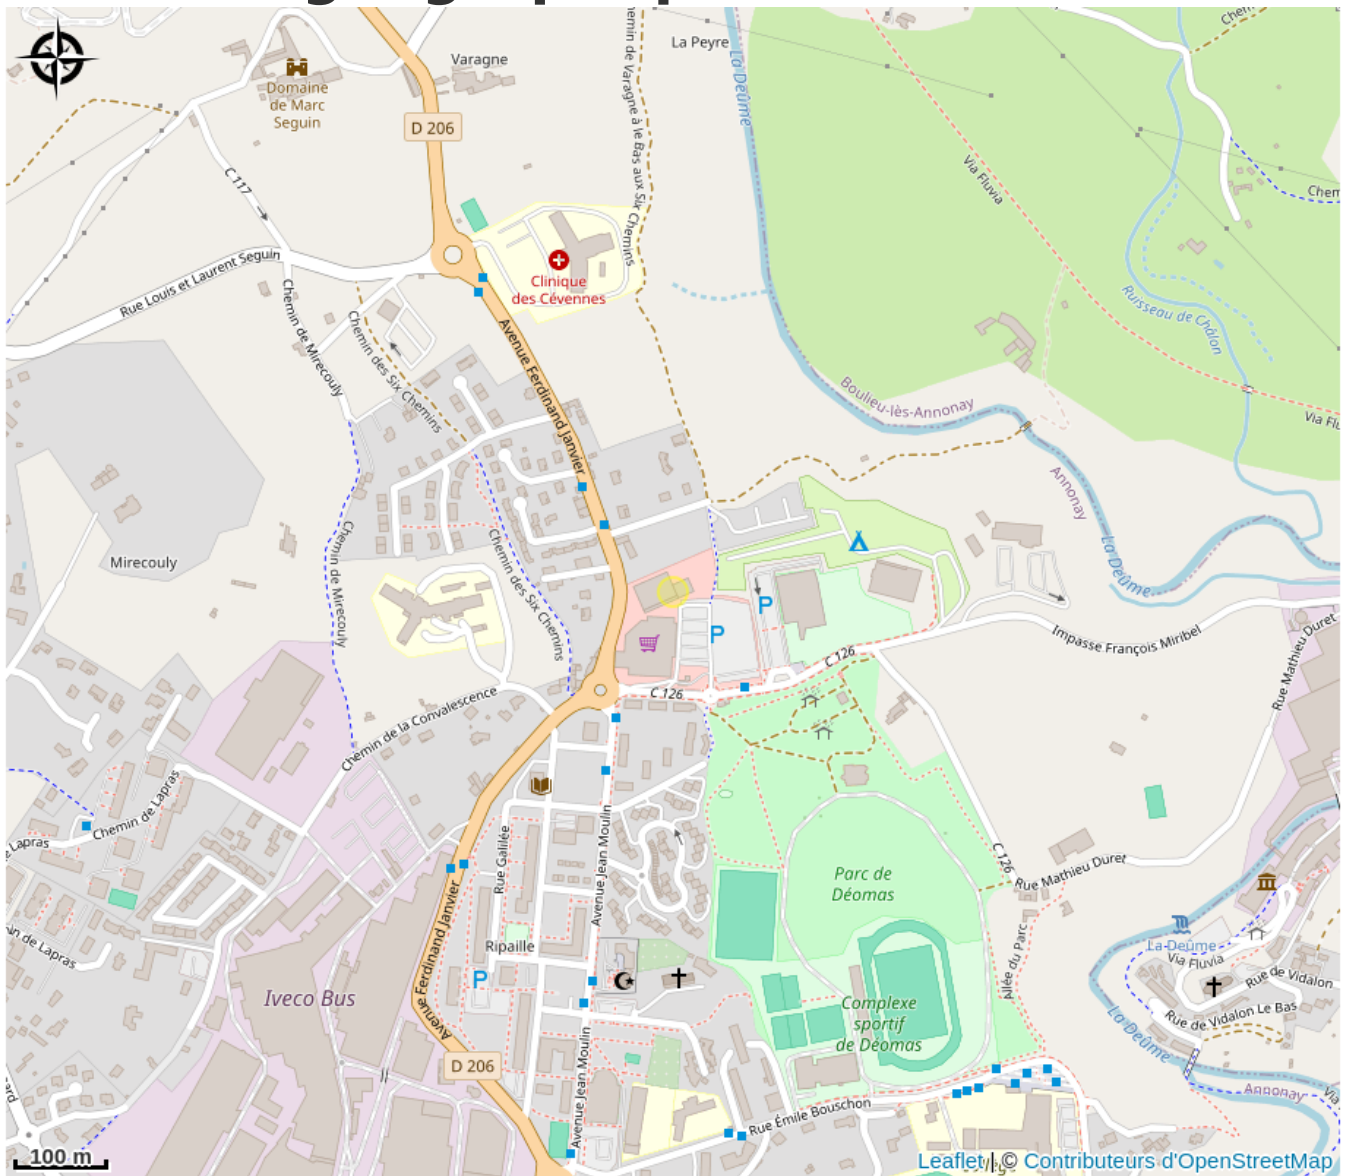 La Peyre
Varagne
Domaine
de Marc
Seguin
D 206
La Deûme
Chemin de Varagne à le Bas aux Six Chemins
Via Fluvia
C 117
Clinique
des Cévennes
Rue Louis et Laurent Seguin
Ruisseau de Châlon
Chemin de Mirecouly
Chemin des Six Chemins
Avenue Ferdinand Janvier
Boulieu-lès-Annonay
Annonay
La Deûme
Mirecouly
Chemin de Mirecouly
Chemin des Six Chemins
P
P
C 126
Impasse François Miribel
Rue Mathieu Duret
C 126
Chemin de la Convalescence
Chemin de Lapras
Lapras
Rue Galilée
Avenue Jean Moulin
C 126
Rue Mathieu Duret
Parc de
Déomas
Avenue Ferdinand Janvier
Ripaille
P
de Lapras
Iveco Bus
Allée du Parc
La Deûme
Via Fluvia
Rue de Vidalon
Rue de Vidalon Le Bas
Complexe
sportif
de Déomas
La Deûme
Avenue Jean Moulin
D 206
Annonay
Rue Émile Bouschon
100 m
Leaflet | © Contributeurs d'OpenStreetMap